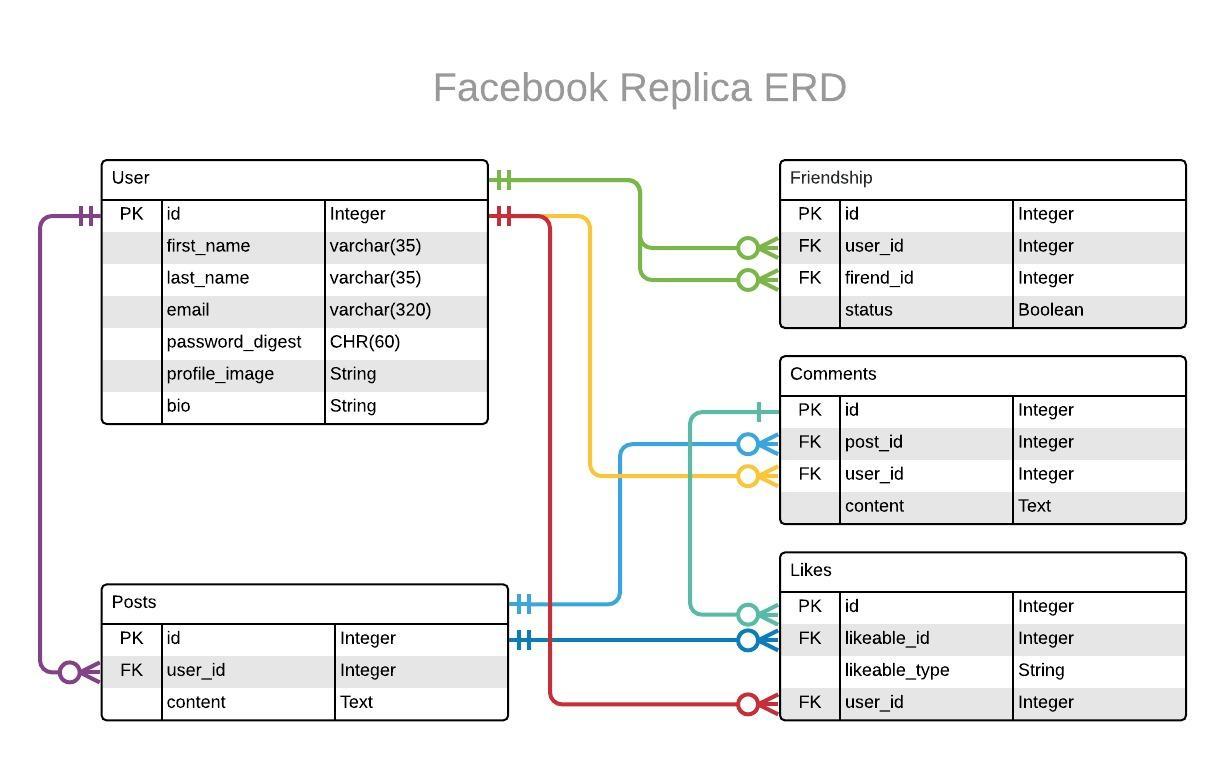 Facebook Replica ERD
User
PK id Integer
first_name varchar(35)
last_name varchar(35)
email varchar(320)
password_digest CHR(60)
profile_image String
bio String
Friendship
PK id Integer
FK user_id Integer
FK firend_id Integer
status Boolean
Comments
PK id Integer
FK post_id Integer
FK user_id Integer
content Text
Posts
PK id Integer
FK user_id Integer
content Text
Likes
PK id Integer
FK likeable_id Integer
likeable_type String
FK user_id Integer